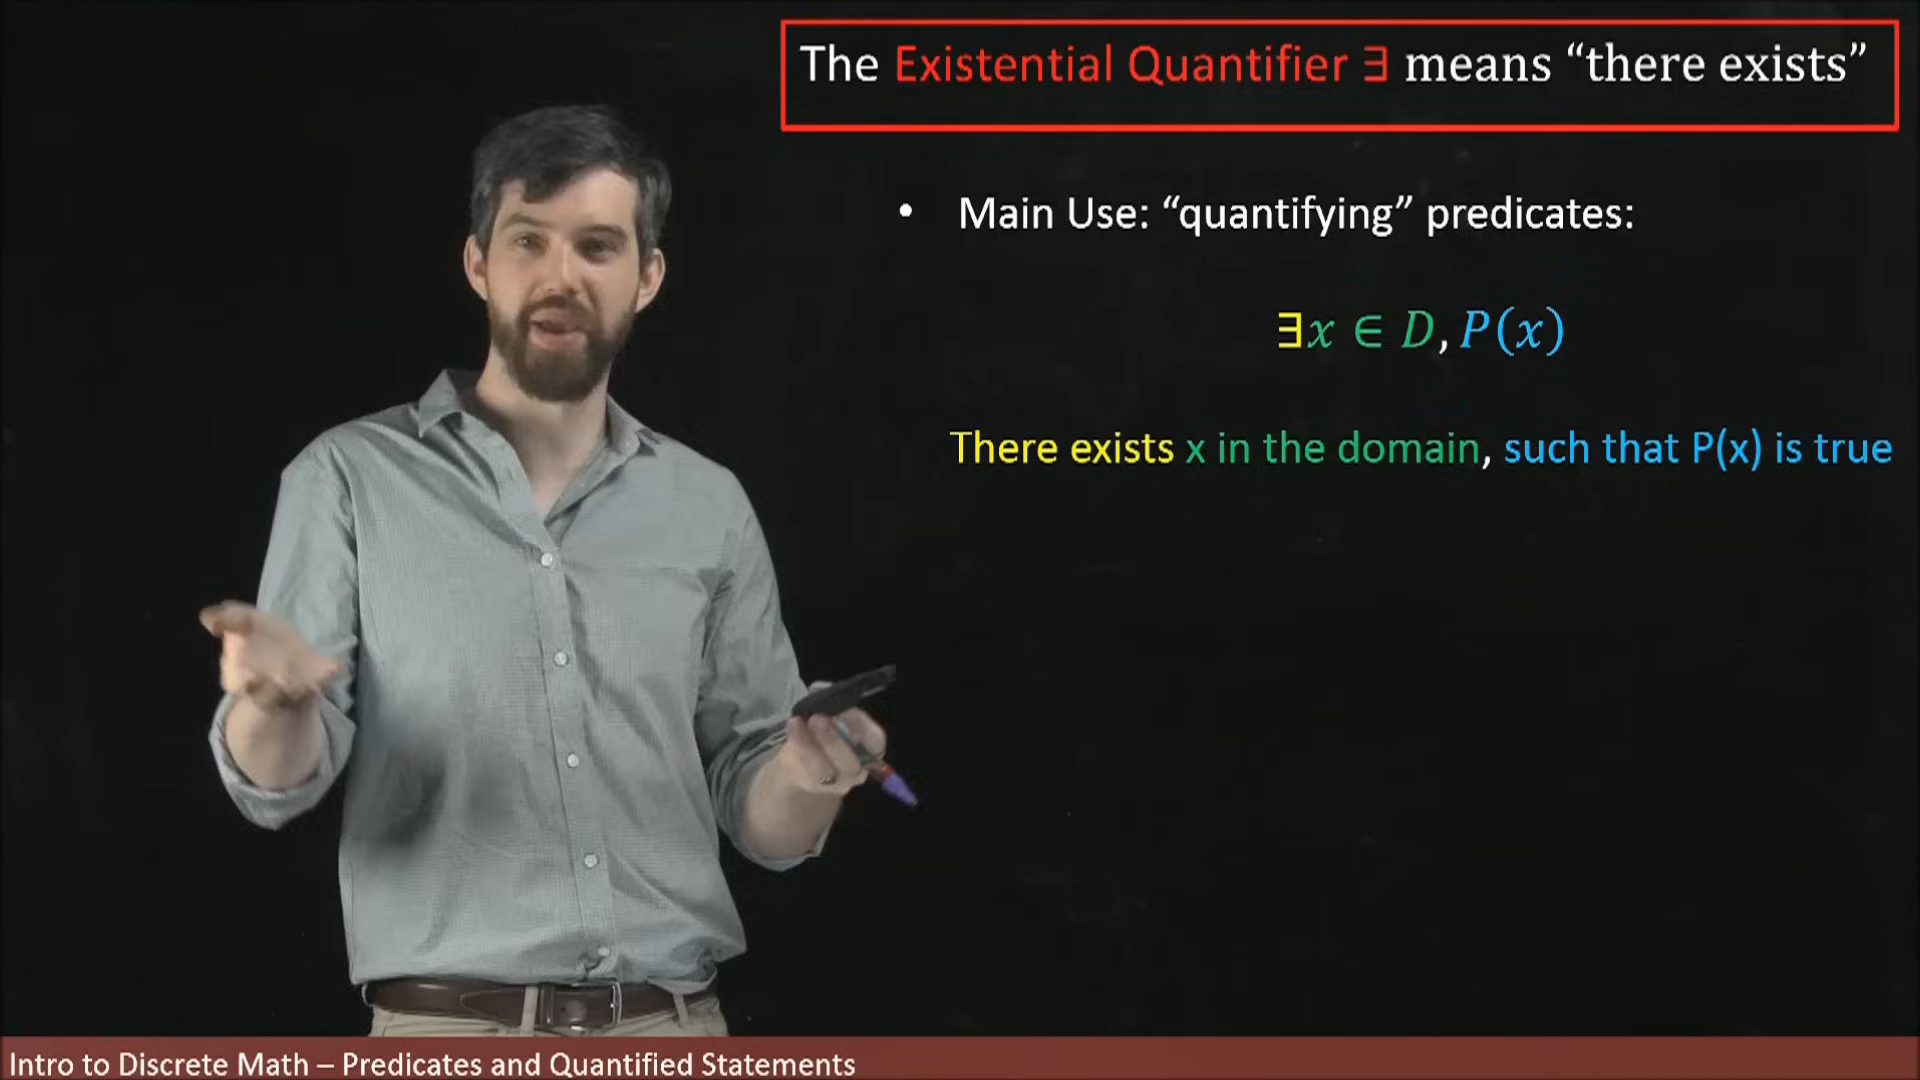 The Existential Quantifier ∃ means “there exists”
• Main Use: “quantifying” predicates:
∃x ∈ D, P(x)
There exists x in the domain, such that P(x) is true
Intro to Discrete Math – Predicates and Quantified Statements